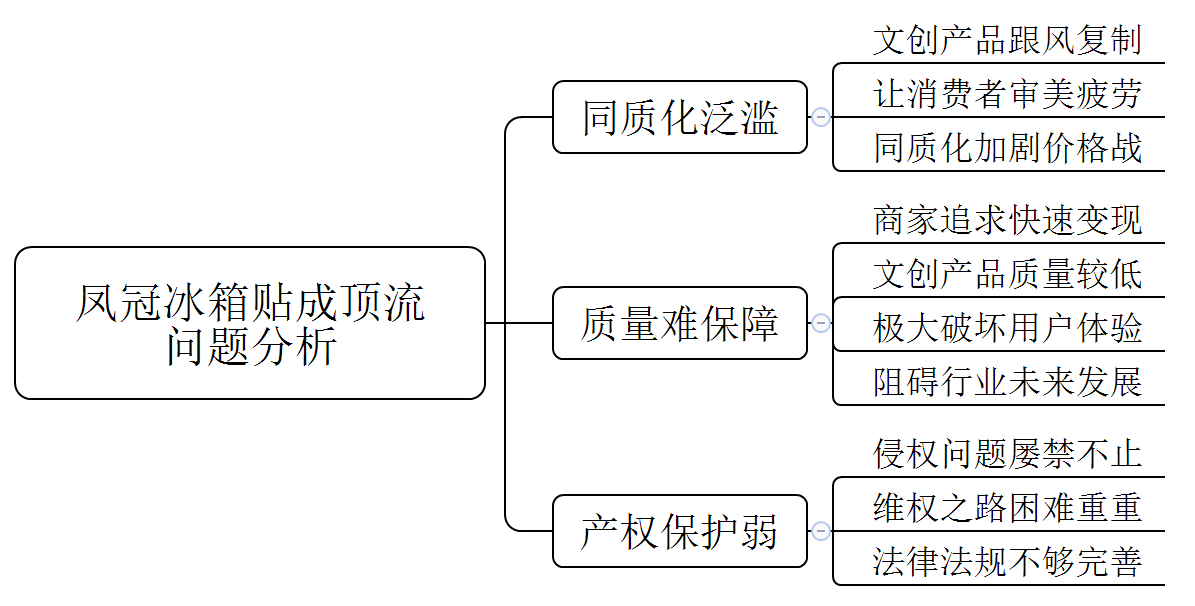 凤冠冰箱贴成顶流
问题分析
同质化泛滥
文创产品跟风复制
让消费者审美疲劳
同质化加剧价格战
质量难保障
商家追求快速变现
文创产品质量较低
极大破坏用户体验
阻碍行业未来发展
产权保护弱
侵权问题屡禁不止
维权之路困难重重
法律法规不够完善